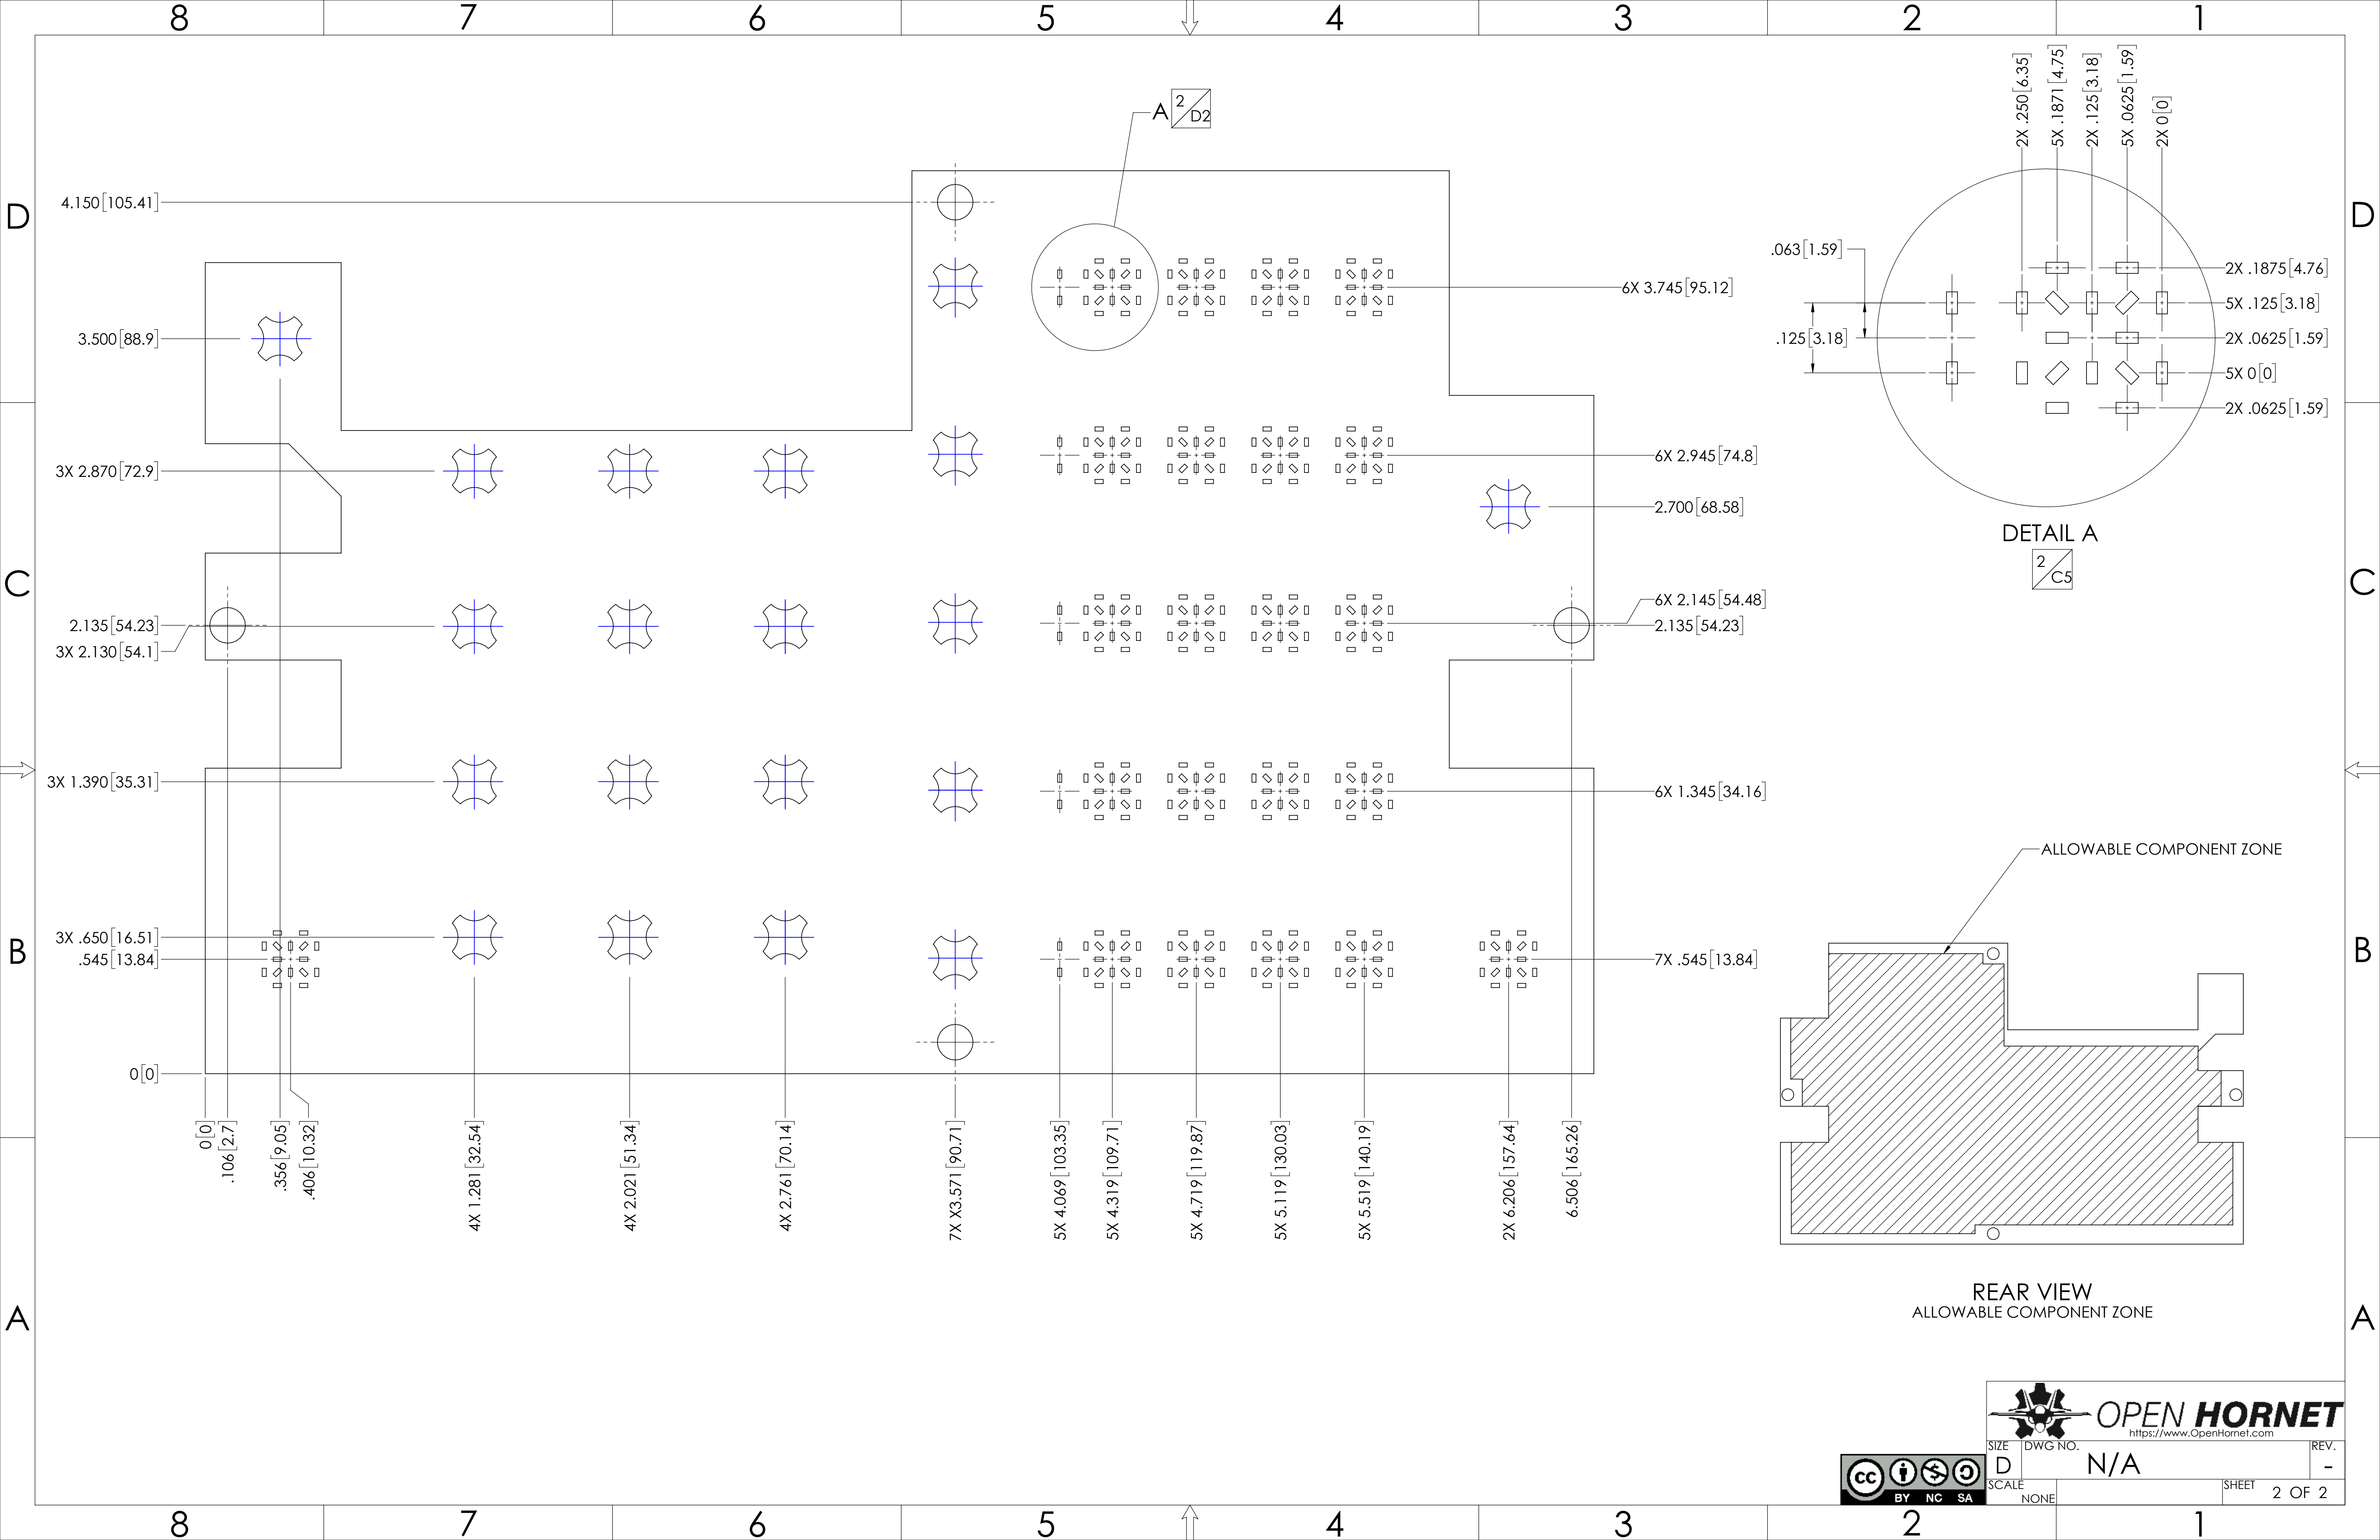 8 7 6 5 4 3 2 1
D
C
B
A
D
C
B
A
A 2/D2
4.150[105.41]
3.500[88.9]
3X 2.870[72.9]
2.135[54.23]
3X 2.130[54.1]
3X 1.390[35.31]
3X .650[16.51]
.545[13.84]
0[0]
6X 3.745[95.12]
6X 2.945[74.8]
2.700[68.58]
6X 2.145[54.48]
2.135[54.23]
6X 1.345[34.16]
7X .545[13.84]
0[0]
.106[2.7]
.356[9.05]
.406[10.32]
4X 1.281[32.54]
4X 2.021[51.34]
4X 2.761[70.14]
7X X3.571[90.71]
5X 4.069[103.35]
5X 4.319[109.71]
5X 4.719[119.87]
5X 5.119[130.03]
5X 5.519[140.19]
2X 6.206[157.64]
6.506[165.26]
2X .250[6.35]
5X .1871[4.75]
2X .125[3.18]
5X .0625[1.59]
2X 0[0]
.063[1.59]
.125[3.18]
2X .1875[4.76]
5X .125[3.18]
2X .0625[1.59]
5X 0[0]
2X .0625[1.59]
DETAIL A
2/C5
ALLOWABLE COMPONENT ZONE
REAR VIEW
ALLOWABLE COMPONENT ZONE
OPEN HORNET
https://www.OpenHornet.com
SIZE DWG NO. REV.
D N/A -
SCALE NONE SHEET 2 OF 2
cc BY NC SA
8 7 6 5 4 3 2 1